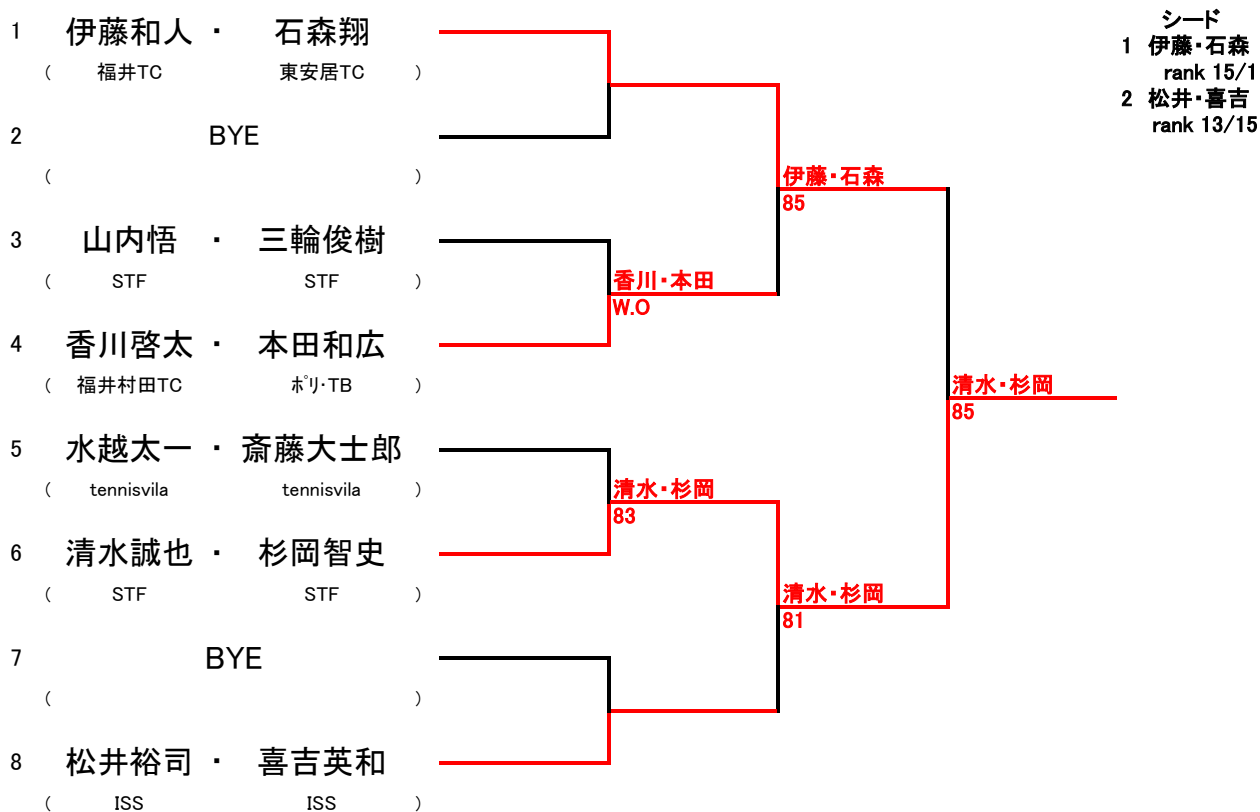 1 伊藤和人 ・ 石森翔
( 福井TC 東安居TC )
2 BYE
( )
3 山内悟 ・ 三輪俊樹
( STF STF )
4 香川啓太 ・ 本田和広
( 福井村田TC ﾎﾟﾘ･TB )
5 水越太一 ・ 斎藤大士郎
( tennisvila tennisvila )
6 清水誠也 ・ 杉岡智史
( STF STF )
7 BYE
( )
8 松井裕司 ・ 喜吉英和
( ISS ISS )
香川・本田
W.O
清水・杉岡
83
伊藤・石森
85
清水・杉岡
81
清水・杉岡
85
シード
1 伊藤・石森
rank 15/1
2 松井・喜吉
rank 13/15